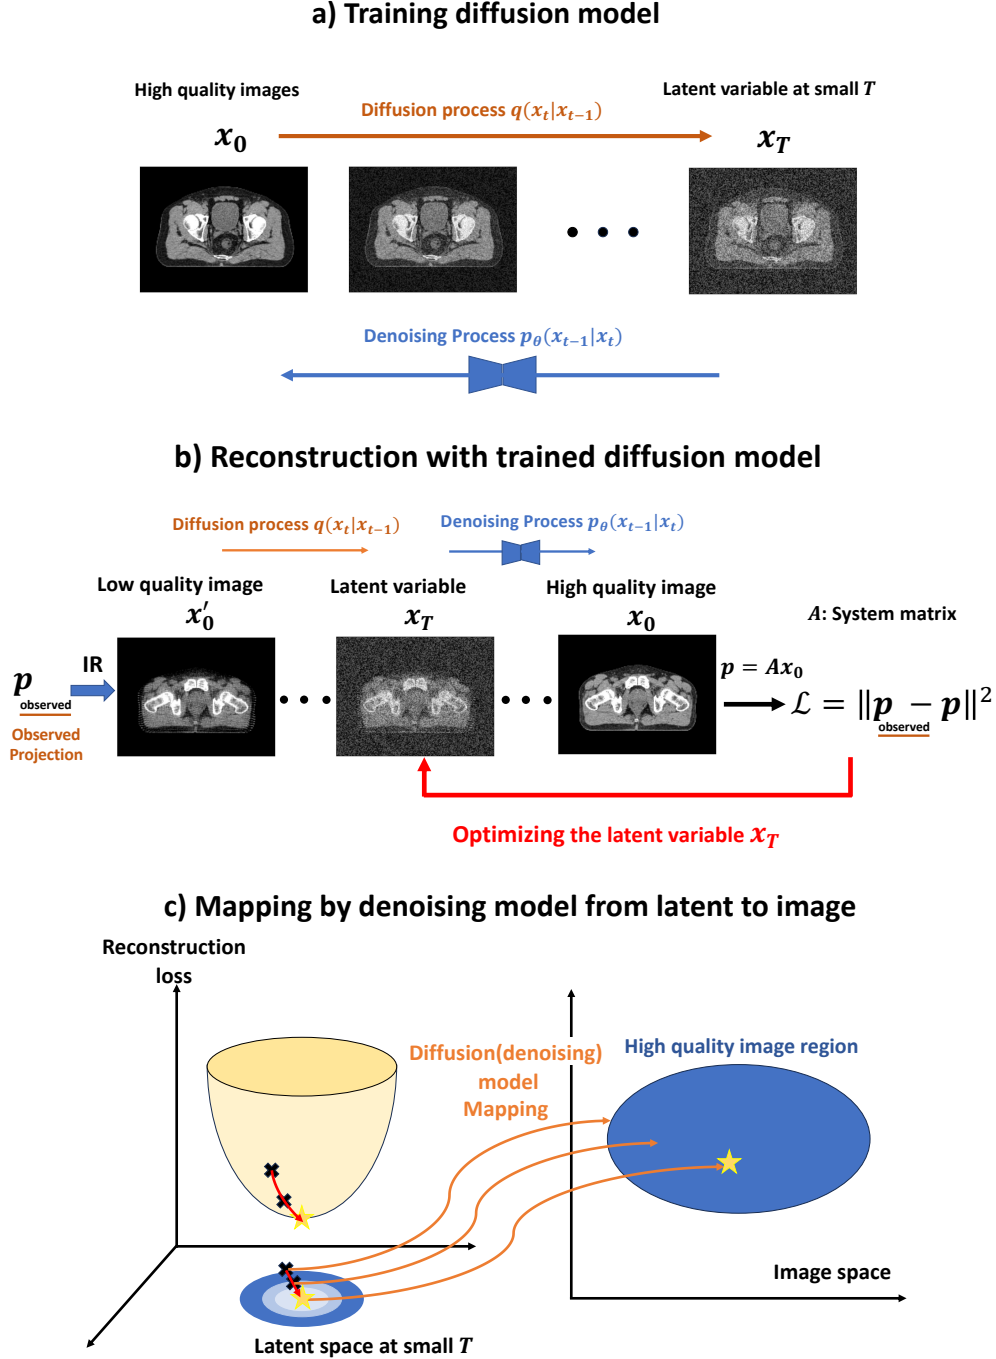 a) Training diffusion model
High quality images
Latent variable at small T
Diffusion process q(x_t|x_{t-1})
x_0
x_T
Denoising Process p_θ(x_{t-1}|x_t)
b) Reconstruction with trained diffusion model
Diffusion process q(x_t|x_{t-1})
Denoising Process p_θ(x_{t-1}|x_t)
Low quality image
Latent variable
High quality image
x_0′
x_T
x_0
A: System matrix
IR
p
observed
Observed
Projection
p = Ax_0
ℒ = ‖p − p‖²
observed
Optimizing the latent variable x_T
c) Mapping by denoising model from latent to image
Reconstruction
loss
Diffusion(denoising)
model
Mapping
High quality image region
Image space
Latent space at small T